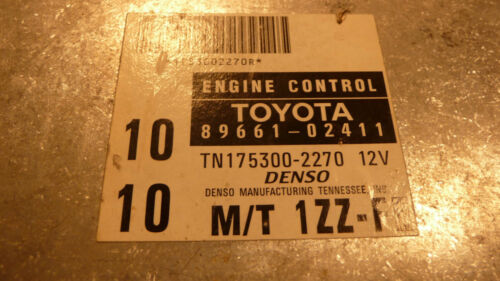 ENGINE CONTROL
TOYOTA
89661-02411
10
TN175300-2270 12V
DENSO
DENSO MANUFACTURING TENNESSEE, INC
10
M/T 1ZZ-F